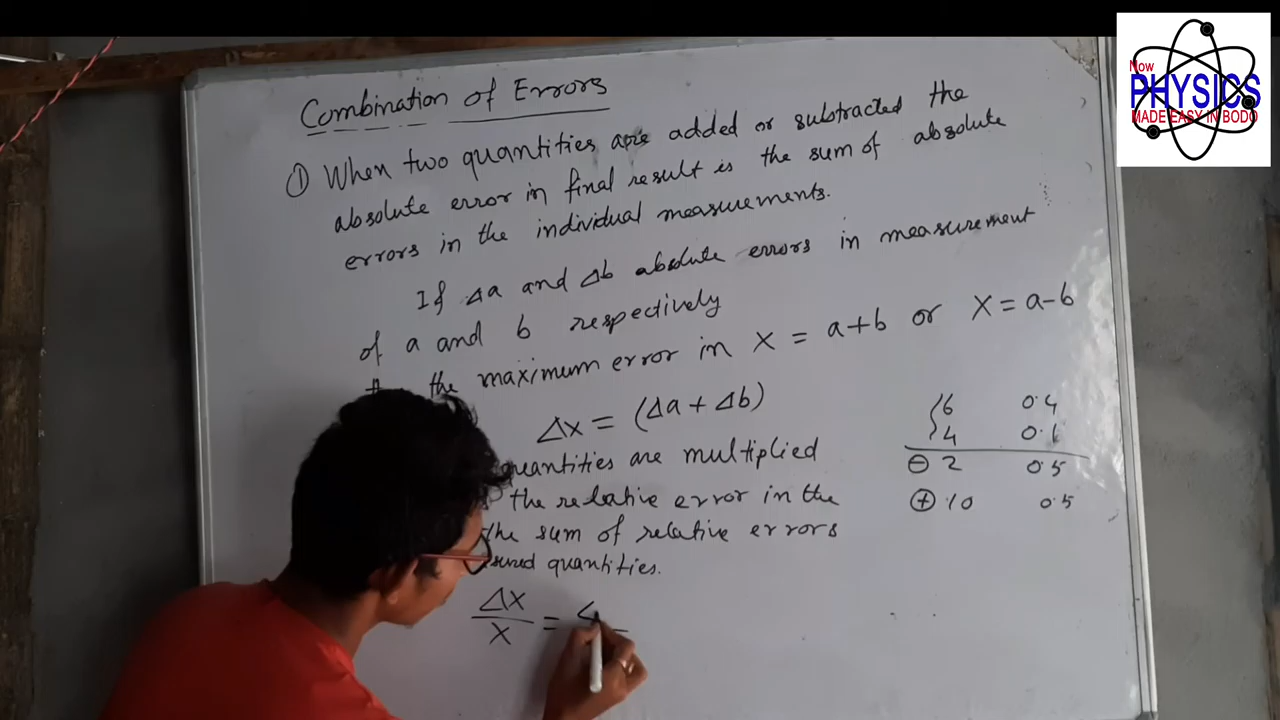 Now
PHYSICS
MADE EASY IN BODO
Combination of Errors
① When two quantities are added or subtracted the
absolute error in final result is the sum of absolute
errors in the individual measurements.
If Δa and Δb absolute errors in measurement
of a and b respectively
the maximum error in X = a+b or X = a-b
Δx = (Δa + Δb)
quantities are multiplied
the relative error in the
the sum of relative errors
quantities.
ΔX/X =
6 0.4
4 0.1
⊖ 2 0.5
⊕ 10 0.5